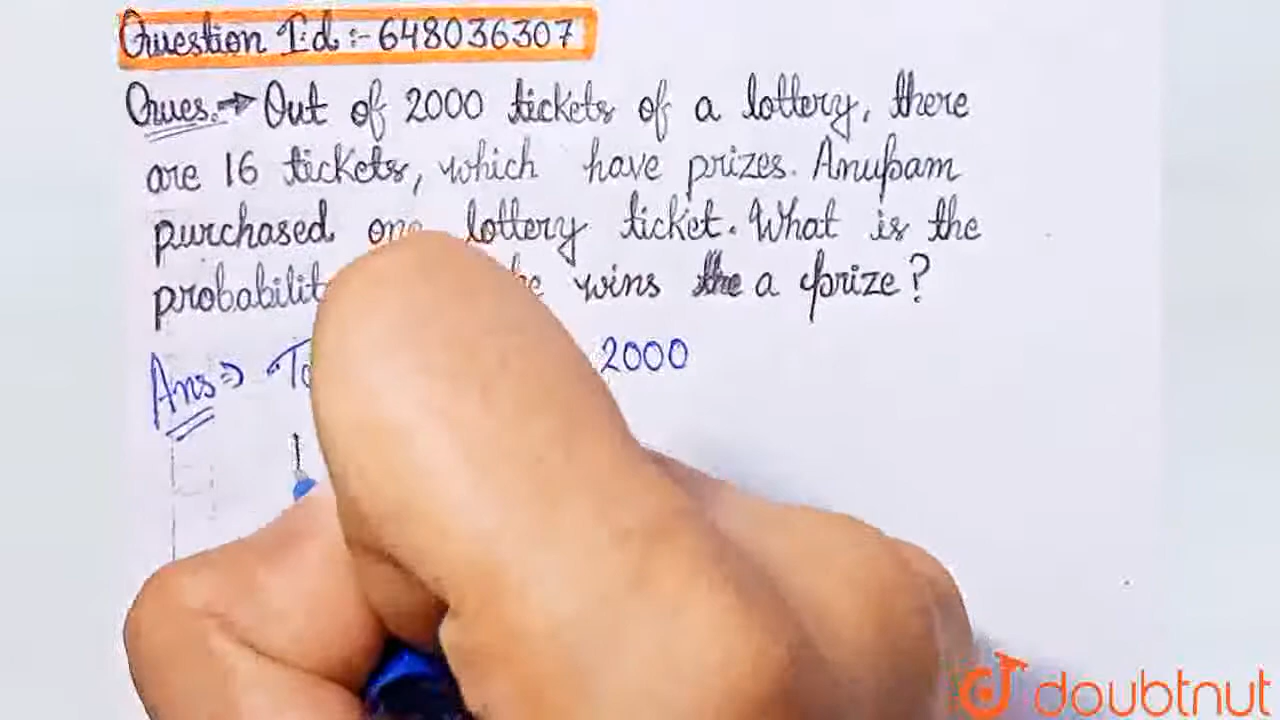 Question Id :- 648036307
Ques. → Out of 2000 tickets of a lottery, there
are 16 tickets, which have prizes. Anupam
purchased one lottery ticket. What is the
wins the a prize?
Ans ⇒ 2000
doubtnut